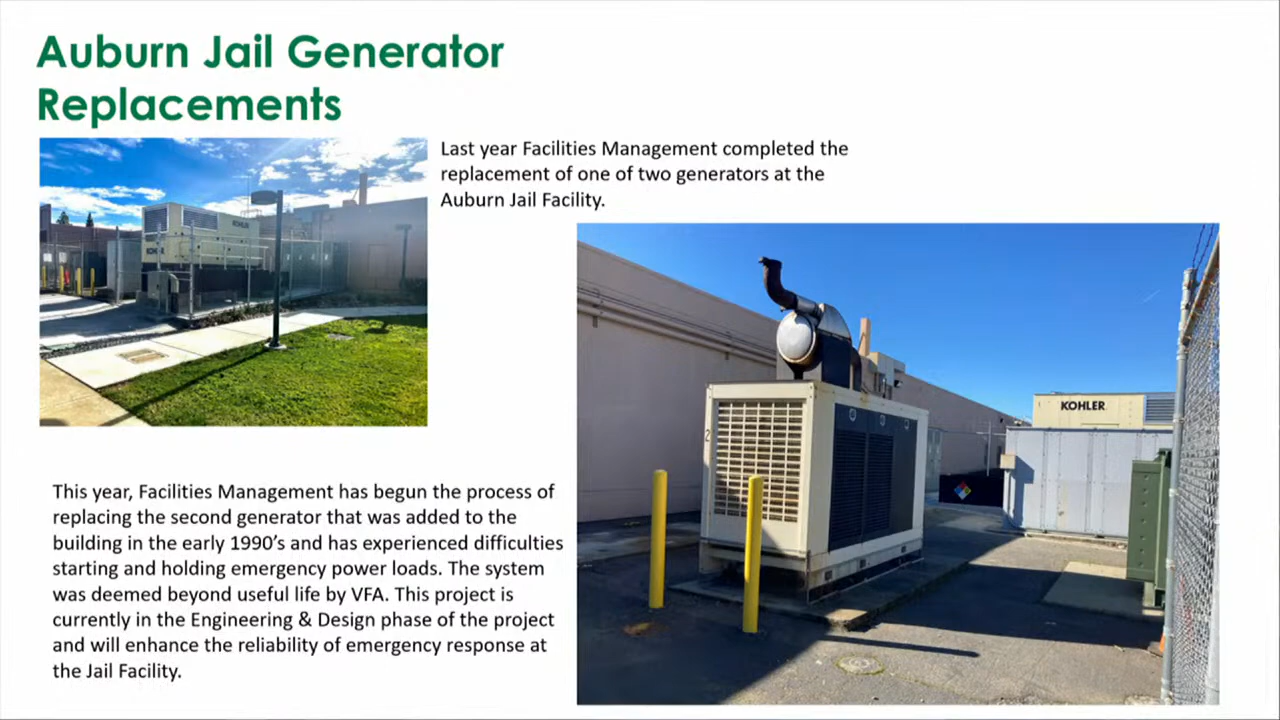 Auburn Jail Generator
Replacements
Last year Facilities Management completed the
replacement of one of two generators at the
Auburn Jail Facility.
KOHLER
KOHLER
KOHLER
2
This year, Facilities Management has begun the process of
replacing the second generator that was added to the
building in the early 1990’s and has experienced difficulties
starting and holding emergency power loads. The system
was deemed beyond useful life by VFA. This project is
currently in the Engineering & Design phase of the project
and will enhance the reliability of emergency response at
the Jail Facility.